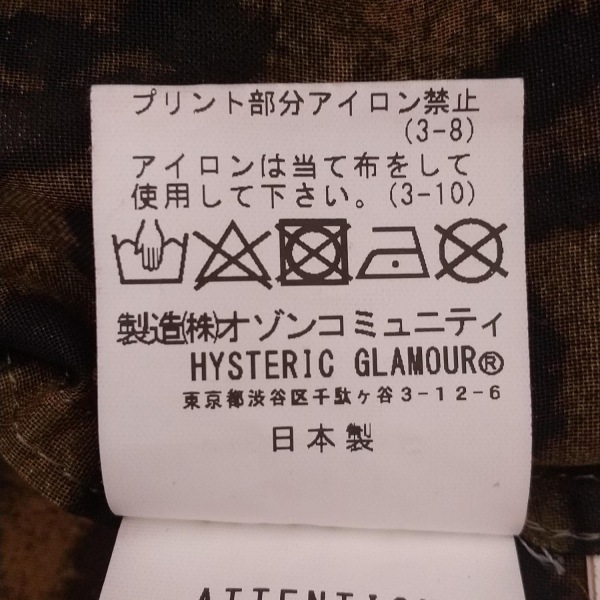 プリント部分アイロン禁止
(3-8)
アイロンは当て布をして
使用して下さい。(3-10)
製造㈱オゾンコミュニティ
HYSTERIC GLAMOUR®
東京都渋谷区千駄ヶ谷3-12-6
日本製
ATTENTION